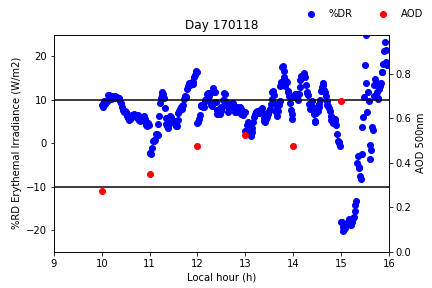 %DR AOD
Day 170118
%RD Erythemal Irradiance (W/m2)
20
10
0
−10
−20
0.8
0.6
0.4
0.2
0.0
AOD 500nm
9 10 11 12 13 14 15 16
Local hour (h)